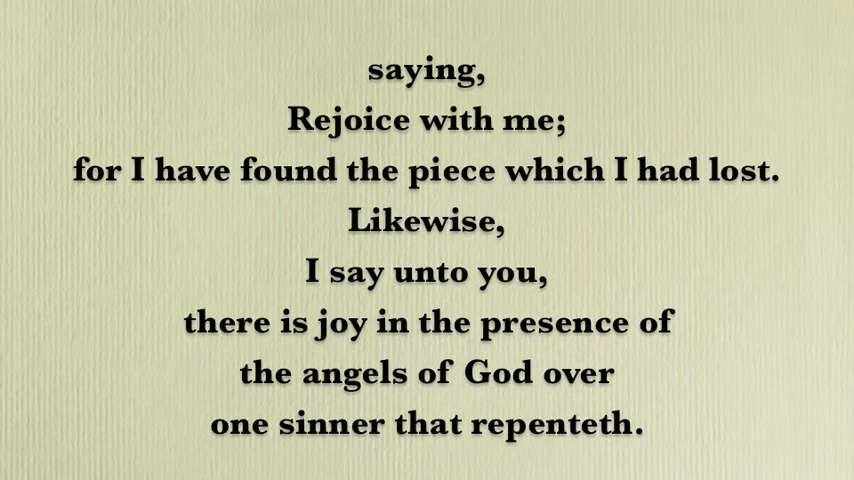 saying,
Rejoice with me;
for I have found the piece which I had lost.
Likewise,
I say unto you,
there is joy in the presence of
the angels of God over
one sinner that repenteth.